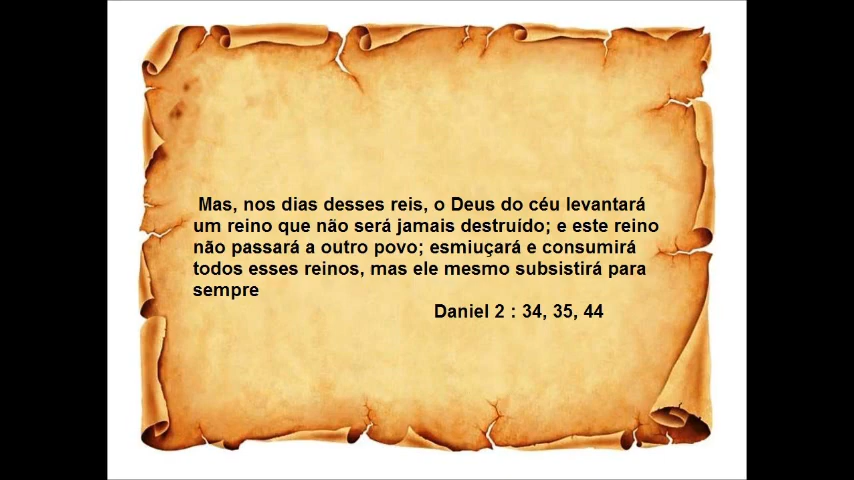 Mas, nos dias desses reis, o Deus do céu levantará
um reino que não será jamais destruído; e este reino
não passará a outro povo; esmiuçará e consumirá
todos esses reinos, mas ele mesmo subsistirá para
sempre
Daniel 2 : 34, 35, 44